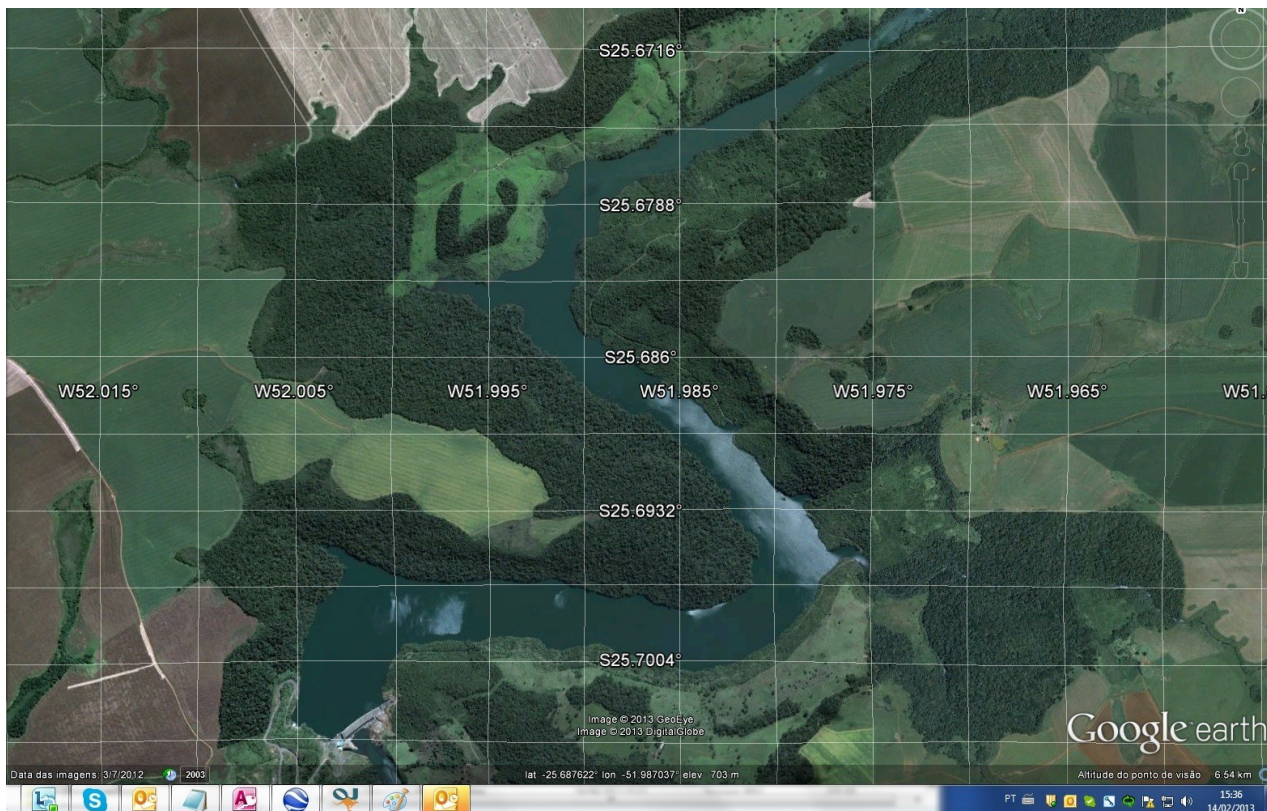 N
S25.6716°
S25.6788°
S25.686°
W52.015° W52.005° W51.995° W51.985° W51.975° W51.965° W51.
S25.6932°
S25.7004°
Image © 2013 GeoEye
Image © 2013 DigitalGlobe
Google earth
Data das imagens: 3/7/2012 2003 lat -25.687622° lon -51.987037° elev 703 m Altitude do ponto de visão 6.54 km
PT 15:36
14/02/2013